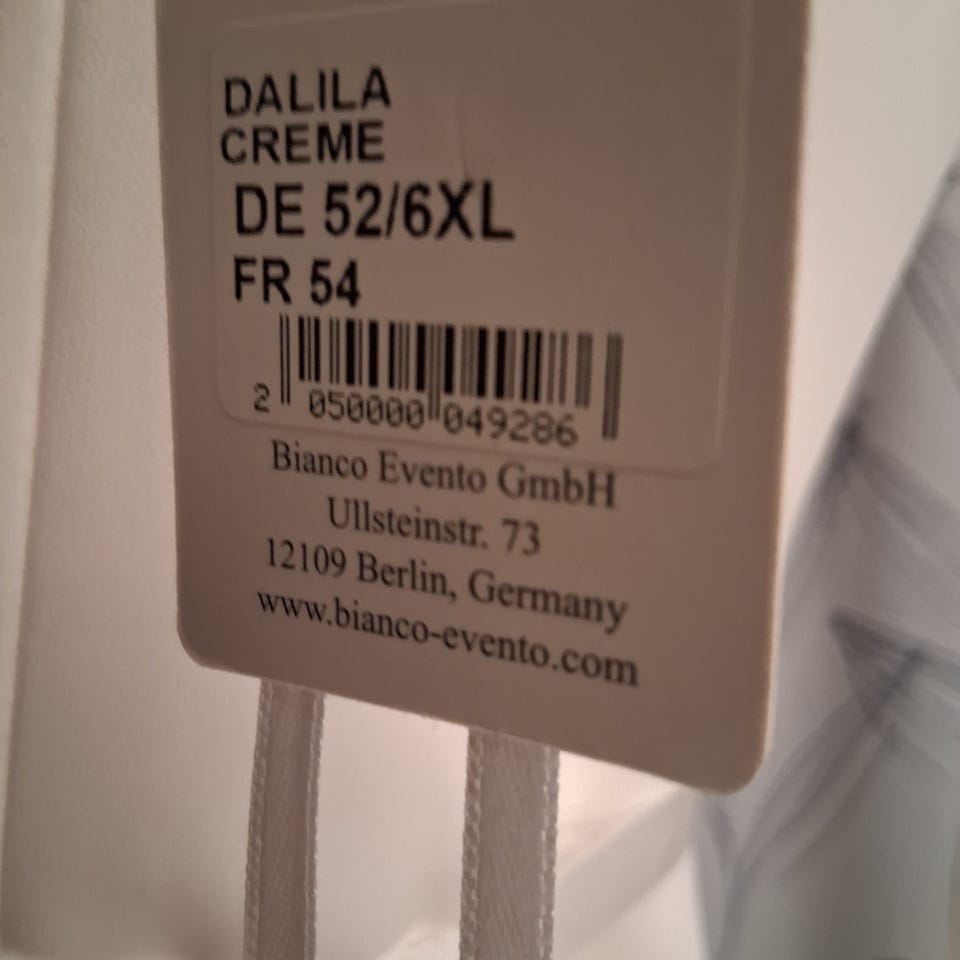 DALILA
CREME
DE 52/6XL
FR 54
2 050000 049286
Bianco Evento GmbH
Ullsteinstr. 73
12109 Berlin, Germany
www.bianco-evento.com